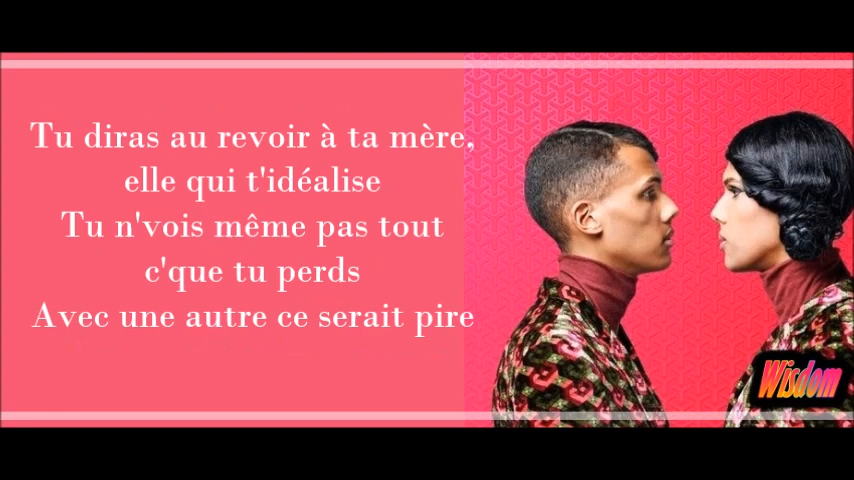 Tu diras au revoir à ta mère,
elle qui t'idéalise
Tu n'vois même pas tout
c'que tu perds
Avec une autre ce serait pire
Wisdom